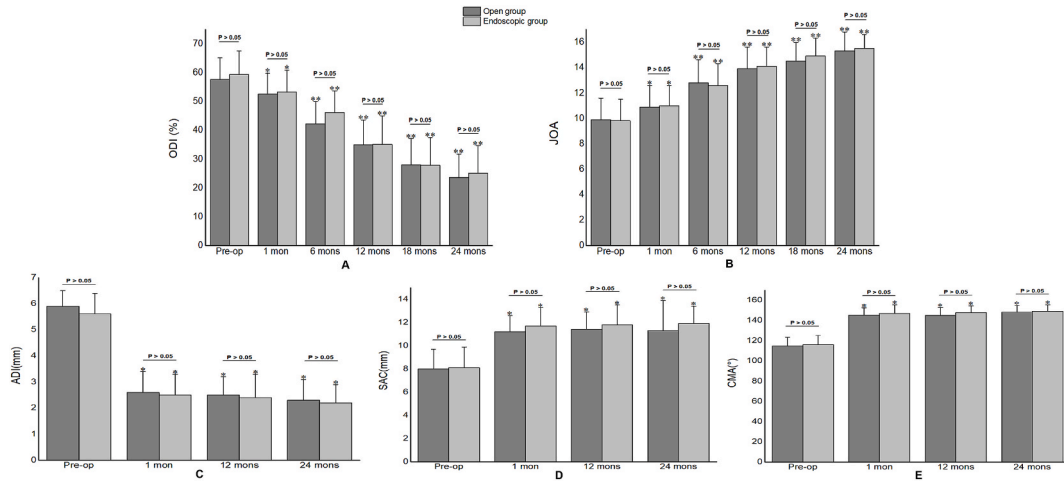 Open group
Endoscopic group
ODI (%)
70
60
50
40
30
20
10
0
P > 0.05
P > 0.05
* *
P > 0.05
** **
P > 0.05
** **
P > 0.05
** **
P > 0.05
** **
Pre-op 1 mon 6 mons 12 mons 18 mons 24 mons
A
JOA
16
14
12
10
8
6
4
2
0
P > 0.05
P > 0.05
* *
P > 0.05
** **
P > 0.05
** **
P > 0.05
** **
P > 0.05
** **
Pre-op 1 mon 6 mons 12 mons 18 mons 24 mons
B
ADI(mm)
7
6
5
4
3
2
1
0
P > 0.05
P > 0.05
* *
P > 0.05
* *
P > 0.05
* *
Pre-op 1 mon 12 mons 24 mons
C
SAC(mm)
14
12
10
8
6
4
2
0
P > 0.05
P > 0.05
* *
P > 0.05
* *
P > 0.05
* *
Pre-op 1 mon 12 mons 24 mons
D
CMA(°)
160
140
120
100
80
60
40
20
0
P > 0.05
P > 0.05
* *
P > 0.05
* *
P > 0.05
* *
Pre-op 1 mon 12 mons 24 mons
E